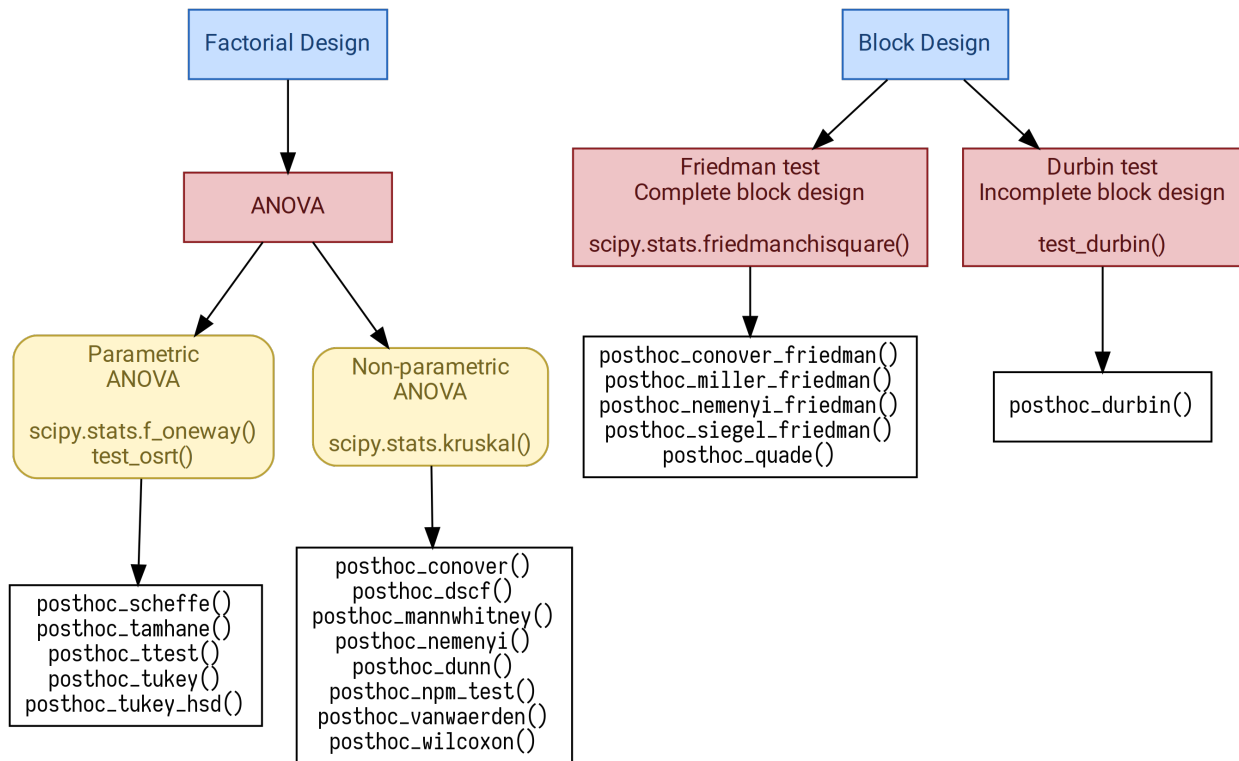 Factorial Design
ANOVA
Parametric
ANOVA
scipy.stats.f_oneway()
test_osrt()
posthoc_scheffe()
posthoc_tamhane()
posthoc_ttest()
posthoc_tukey()
posthoc_tukey_hsd()
Non-parametric
ANOVA
scipy.stats.kruskal()
posthoc_conover()
posthoc_dscf()
posthoc_mannwhitney()
posthoc_nemenyi()
posthoc_dunn()
posthoc_npm_test()
posthoc_vanwaerden()
posthoc_wilcoxon()
Block Design
Friedman test
Complete block design
scipy.stats.friedmanchisquare()
posthoc_conover_friedman()
posthoc_miller_friedman()
posthoc_nemenyi_friedman()
posthoc_siegel_friedman()
posthoc_quade()
Durbin test
Incomplete block design
test_durbin()
posthoc_durbin()